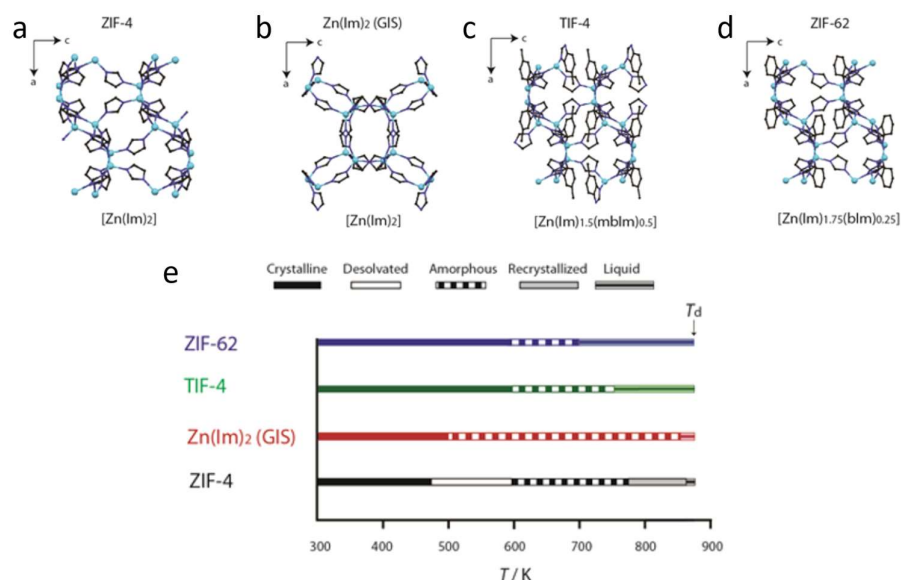 a
ZIF-4
c
a
[Zn(Im)2]
b
Zn(Im)2 (GIS)
c
a
[Zn(Im)2]
c
TIF-4
c
a
[Zn(Im)1.5(mbIm)0.5]
d
ZIF-62
c
a
[Zn(Im)1.75(bIm)0.25]
e
Crystalline Desolvated Amorphous Recrystallized Liquid
Td
ZIF-62
TIF-4
Zn(Im)2 (GIS)
ZIF-4
300 400 500 600 700 800 900
T / K